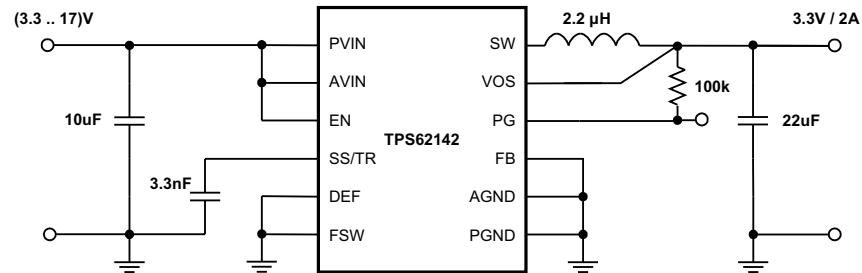 (3.3 .. 17)V
2.2 µH
3.3V / 2A
PVIN
SW
AVIN
VOS
100k
10uF
EN
PG
22uF
TPS62142
SS/TR
FB
3.3nF
DEF
AGND
FSW
PGND